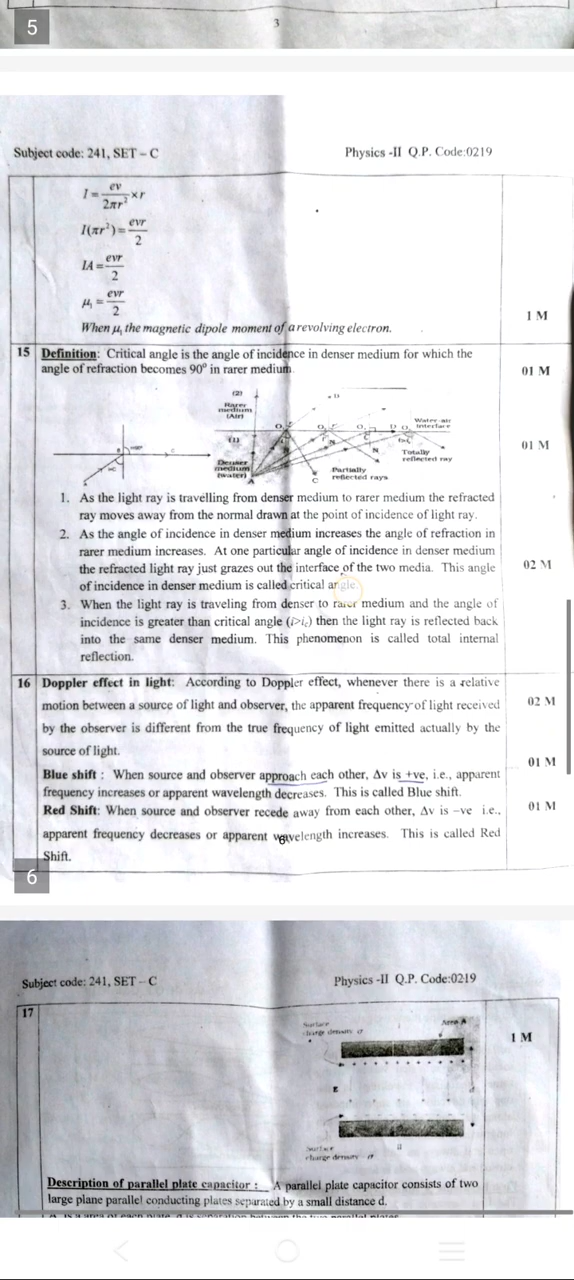 5
3
Subject code: 241, SET – C
Physics -II Q.P. Code:0219
I = ev/2πr² × r
I(πr²) = evr/2
IA = evr/2
μₗ = evr/2
When μₗ the magnetic dipole moment of a revolving electron.
1 M
15 Definition: Critical angle is the angle of incidence in denser medium for which the
angle of refraction becomes 90° in rarer medium.
01 M
(2)
Rarer
medium
(Air)
(1)
Denser
medium
(water)
A
Water-air
Interface
Totally
reflected ray
Partially
reflected rays
C
N
01 M
1. As the light ray is travelling from denser medium to rarer medium the refracted
ray moves away from the normal drawn at the point of incidence of light ray.
2. As the angle of incidence in denser medium increases the angle of refraction in
rarer medium increases. At one particular angle of incidence in denser medium
the refracted light ray just grazes out the interface of the two media. This angle
of incidence in denser medium is called critical angle.
02 M
3. When the light ray is traveling from denser to rarer medium and the angle of
incidence is greater than critical angle (i>i꜀) then the light ray is reflected back
into the same denser medium. This phenomenon is called total internal
reflection.
16 Doppler effect in light: According to Doppler effect, whenever there is a relative
motion between a source of light and observer, the apparent frequency of light received
by the observer is different from the true frequency of light emitted actually by the
source of light.
02 M
Blue shift : When source and observer approach each other, Δv is +ve, i.e., apparent
frequency increases or apparent wavelength decreases. This is called Blue shift.
01 M
Red Shift: When source and observer recede away from each other, Δv is –ve i.e.,
apparent frequency decreases or apparent wavelength increases. This is called Red
Shift.
01 M
6
Subject code: 241, SET – C
Physics -II Q.P. Code:0219
17
Surface
charge density σ
Area A
E
d
Surface
charge density - σ
1 M
Description of parallel plate capacitor : A parallel plate capacitor consists of two
large plane parallel conducting plates separated by a small distance d.